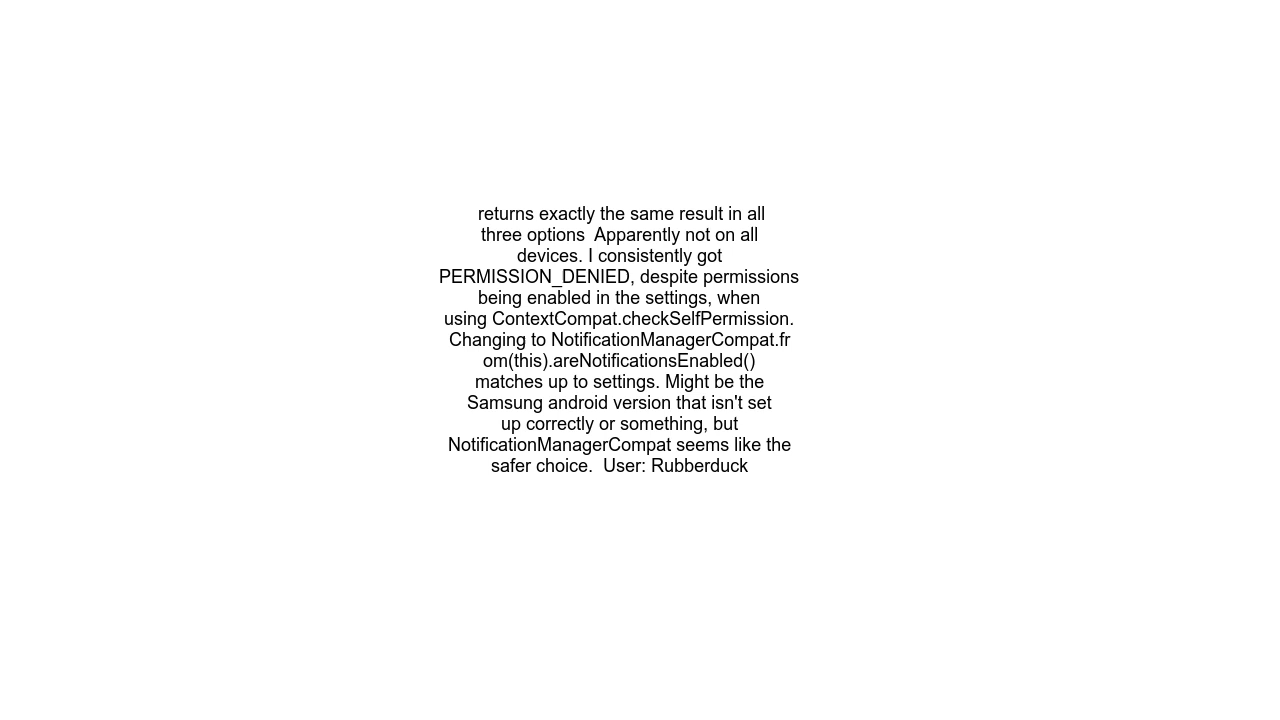 returns exactly the same result in all
three options  Apparently not on all
devices. I consistently got
PERMISSION_DENIED, despite permissions
being enabled in the settings, when
using ContextCompat.checkSelfPermission.
Changing to NotificationManagerCompat.fr
om(this).areNotificationsEnabled()
matches up to settings. Might be the
Samsung android version that isn't set
up correctly or something, but
NotificationManagerCompat seems like the
safer choice.  User: Rubberduck